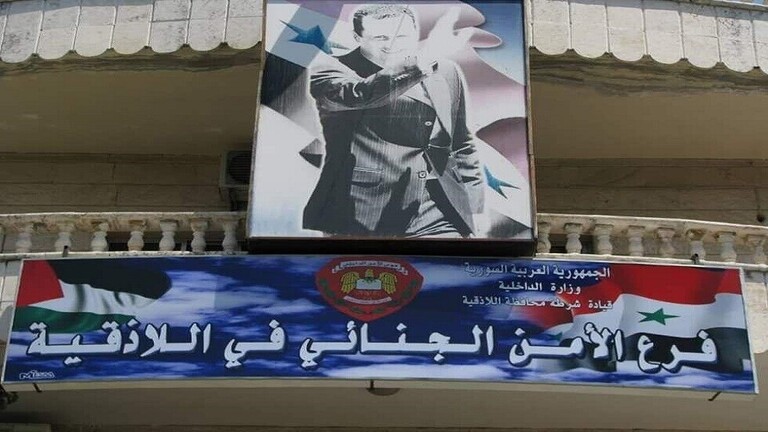 الجمهورية العربية السورية
وزارة الداخلية
قيادة شرطة محافظة اللاذقية
فرع الأمن الجنائي في اللاذقية